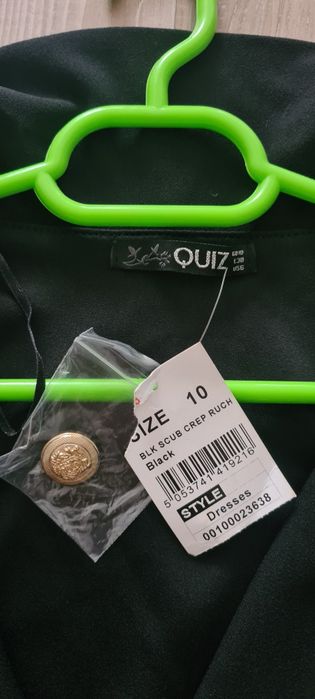 QUIZ
SIZE 10
BLK SCUB CREP RUCH
Black
5 053741 419216
STYLE
Dresses
00100023638